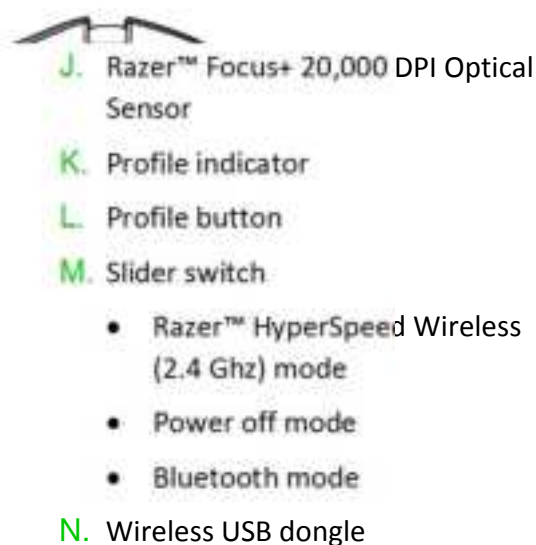 J. Razer™ Focus+ 20,000 DPI Optical
Sensor
K. Profile indicator
L. Profile button
M. Slider switch
• Razer™ HyperSpeed Wireless
(2.4 Ghz) mode
• Power off mode
• Bluetooth mode
N. Wireless USB dongle